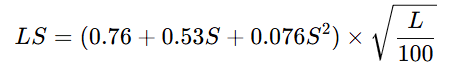 LS = (0.76 + 0.53S + 0.076S²) × √(L/100)